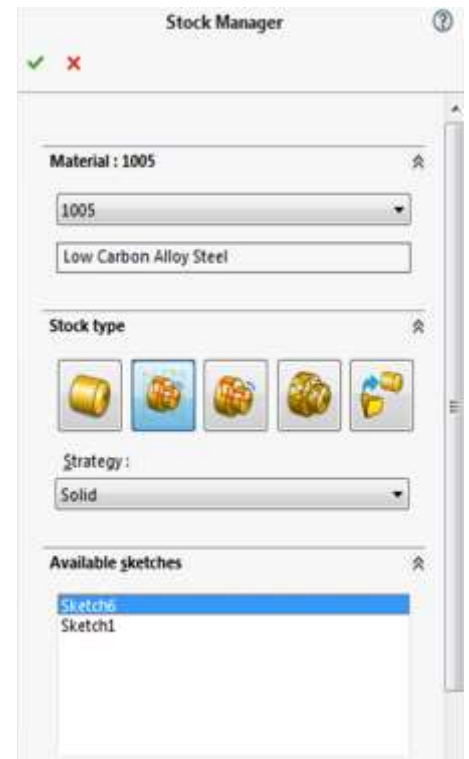 Stock Manager
Material : 1005
1005
Low Carbon Alloy Steel
Stock type
Strategy :
Solid
Available sketches
Sketch6
Sketch1